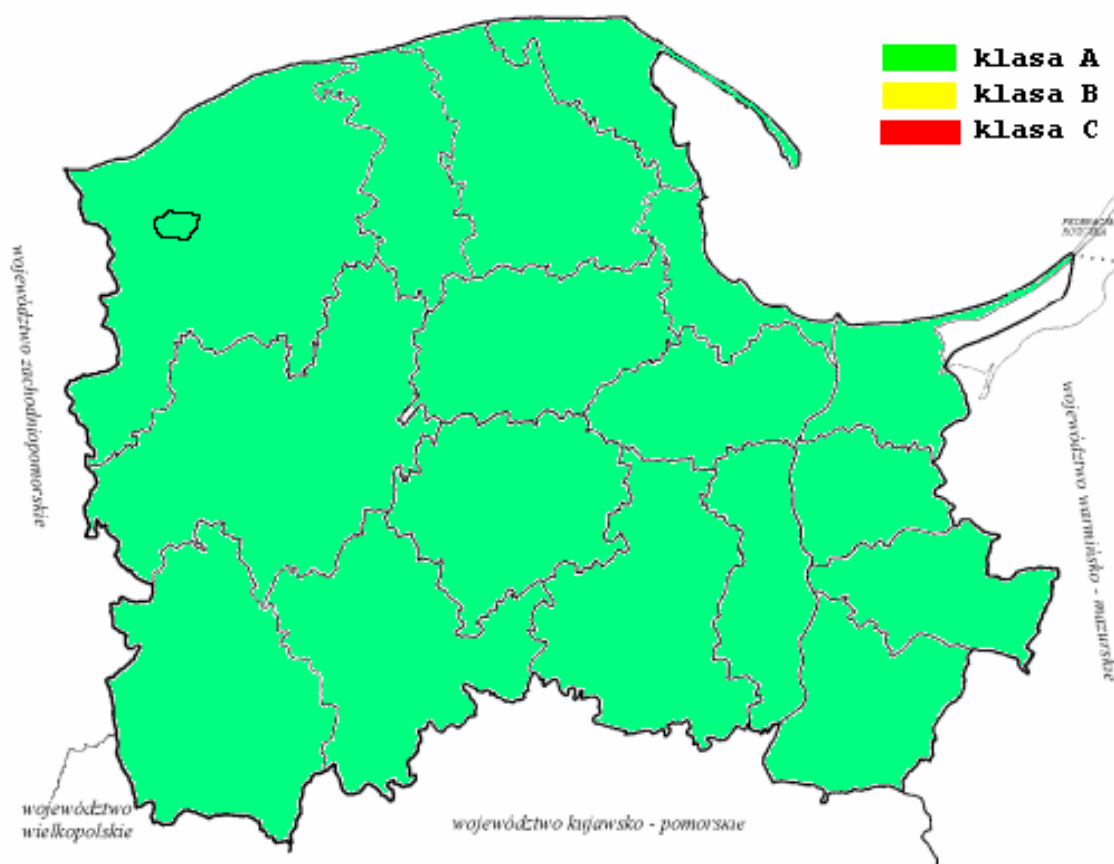 klasa A
klasa B
klasa C
województwo zachodniopomorskie
województwo warmińsko - mazurskie
województwo
wielkopolskie
województwo kujawsko - pomorskie